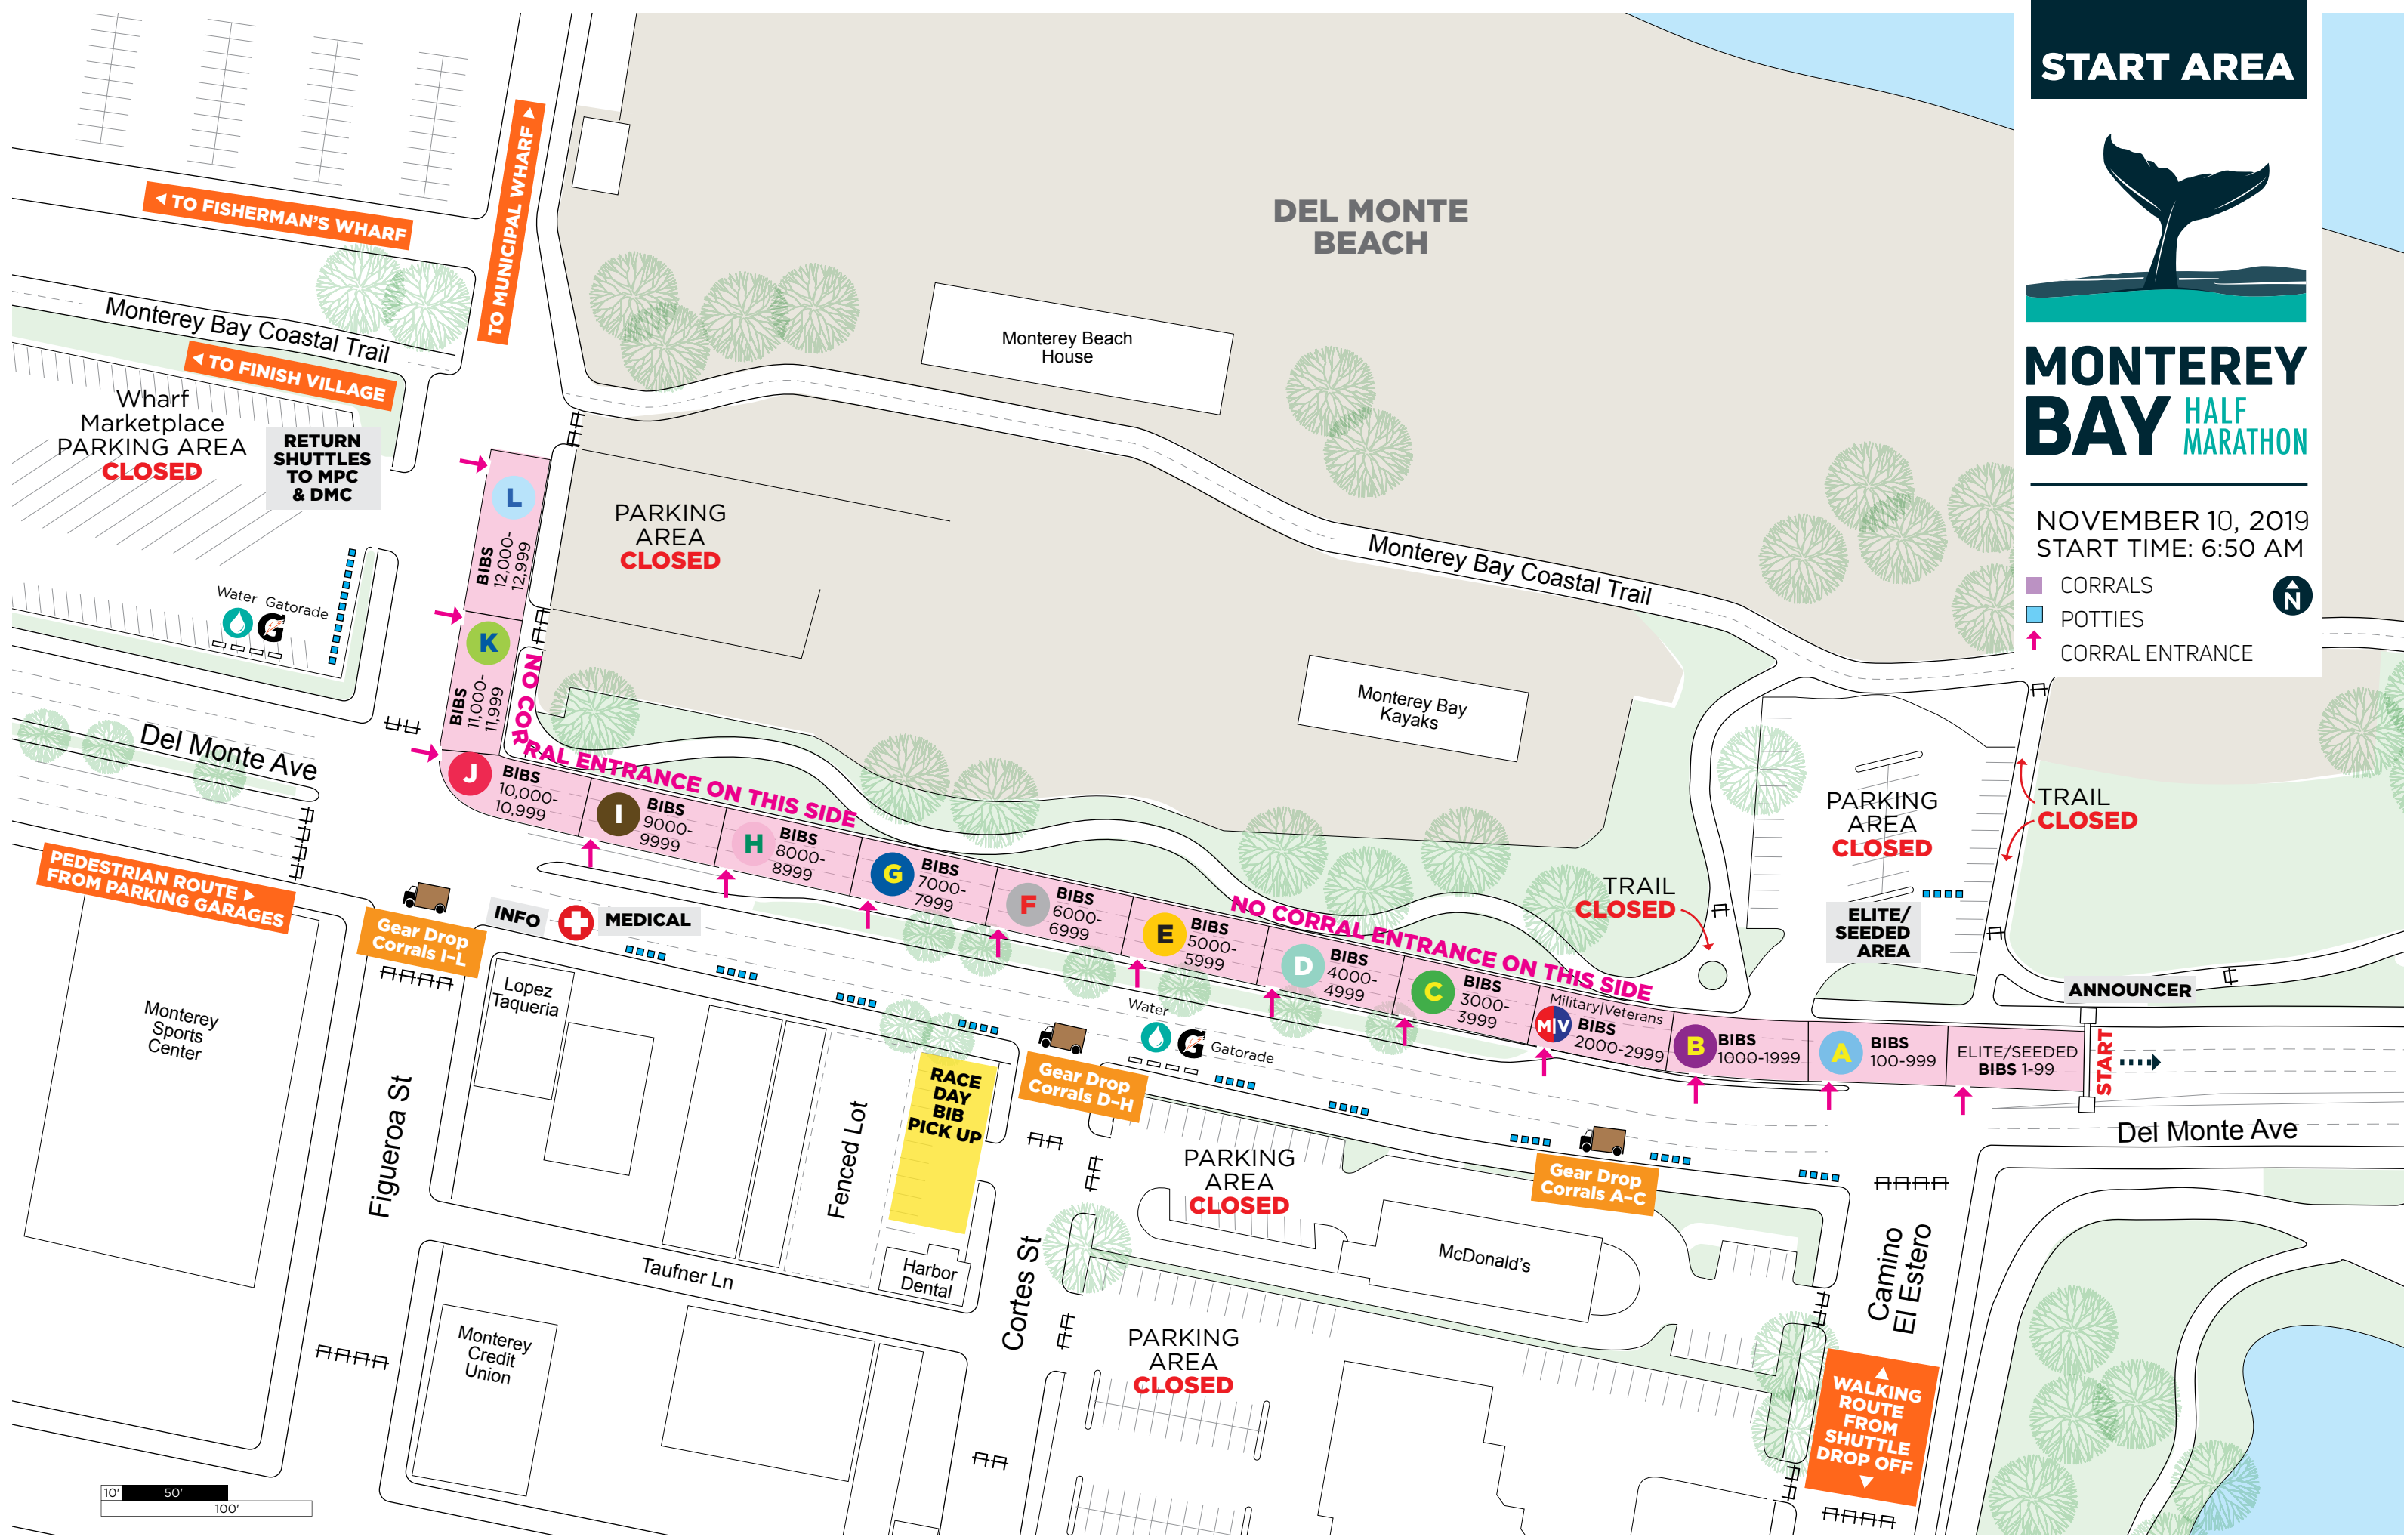 START AREA
MONTEREY
BAY HALF
MARATHON
NOVEMBER 10, 2019
START TIME: 6:50 AM
CORRALS
POTTIES
CORRAL ENTRANCE
N
TO FISHERMAN'S WHARF
TO MUNICIPAL WHARF
Monterey Bay Coastal Trail
TO FINISH VILLAGE
Wharf
Marketplace
PARKING AREA
CLOSED
RETURN
SHUTTLES
TO MPC
& DMC
Water
Gatorade
G
DEL MONTE
BEACH
Monterey Beach
House
PARKING
AREA
CLOSED
Monterey Bay Coastal Trail
Monterey Bay
Kayaks
PARKING
AREA
CLOSED
TRAIL
CLOSED
TRAIL
CLOSED
ELITE/
SEEDED
AREA
ANNOUNCER
L
BIBS
12,000-
12,999
K
BIBS
11,000-
11,999
NO CORRAL ENTRANCE ON THIS SIDE
J
BIBS
10,000-
10,999
I
BIBS
9000-
9999
H
BIBS
8000-
8999
G
BIBS
7000-
7999
F
BIBS
6000-
6999
E
BIBS
5000-
5999
NO CORRAL ENTRANCE ON THIS SIDE
D
BIBS
4000-
4999
C
BIBS
3000-
3999
Military|Veterans
M|V
BIBS
2000-2999
B
BIBS
1000-1999
A
BIBS
100-999
ELITE/SEEDED
BIBS 1-99
START
Del Monte Ave
Del Monte Ave
PEDESTRIAN ROUTE
FROM PARKING GARAGES
Gear Drop
Corrals I-L
INFO
MEDICAL
Water
G
Gatorade
Gear Drop
Corrals D-H
Gear Drop
Corrals A-C
Monterey
Sports
Center
Figueroa St
Lopez
Taqueria
Fenced Lot
RACE
DAY
BIB
PICK UP
Harbor
Dental
Taufner Ln
Cortes St
Monterey
Credit
Union
PARKING
AREA
CLOSED
McDonald's
PARKING
AREA
CLOSED
Camino
El Estero
WALKING
ROUTE
FROM
SHUTTLE
DROP OFF
10'
50'
100'